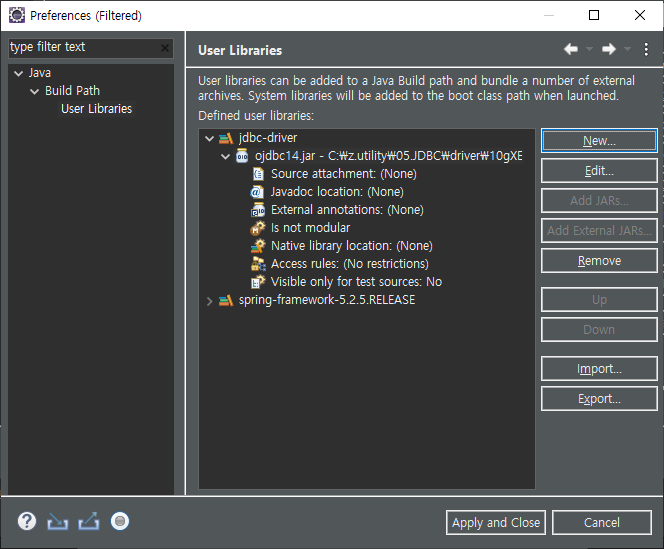 Preferences (Filtered)
type filter text
Java
Build Path
User Libraries
User Libraries
User libraries can be added to a Java Build path and bundle a number of external
archives. System libraries will be added to the boot class path when launched.
Defined user libraries:
jdbc-driver
ojdbc14.jar - C:₩z.utility₩05.JDBC₩driver₩10gXE
Source attachment: (None)
Javadoc location: (None)
External annotations: (None)
Is not modular
Native library location: (None)
Access rules: (No restrictions)
Visible only for test sources: No
spring-framework-5.2.5.RELEASE
New...
Edit...
Add JARs...
Add External JARs...
Remove
Up
Down
Import...
Export...
Apply and Close
Cancel